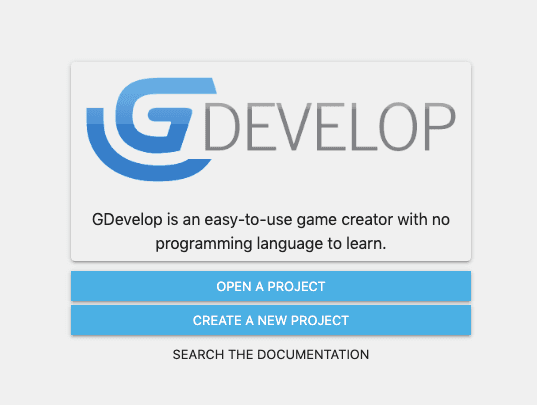 GDEVELOP
GDevelop is an easy-to-use game creator with no
programming language to learn.
OPEN A PROJECT
CREATE A NEW PROJECT
SEARCH THE DOCUMENTATION